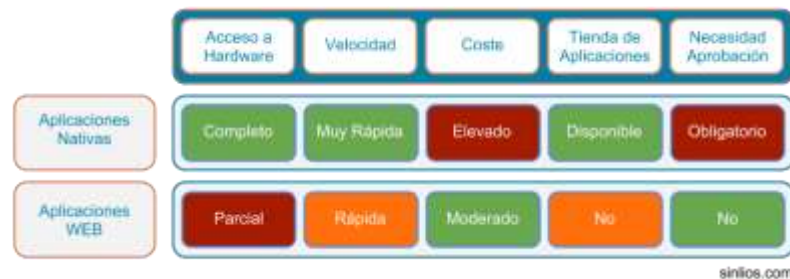 Acceso a
Hardware
Velocidad
Coste
Tienda de
Aplicaciones
Necesidad
Aprobación
Aplicaciones
Nativas
Completo
Muy Rápida
Elevado
Disponible
Obligatorio
Aplicaciones
WEB
Parcial
Rápida
Moderado
No
No
sinlios.com